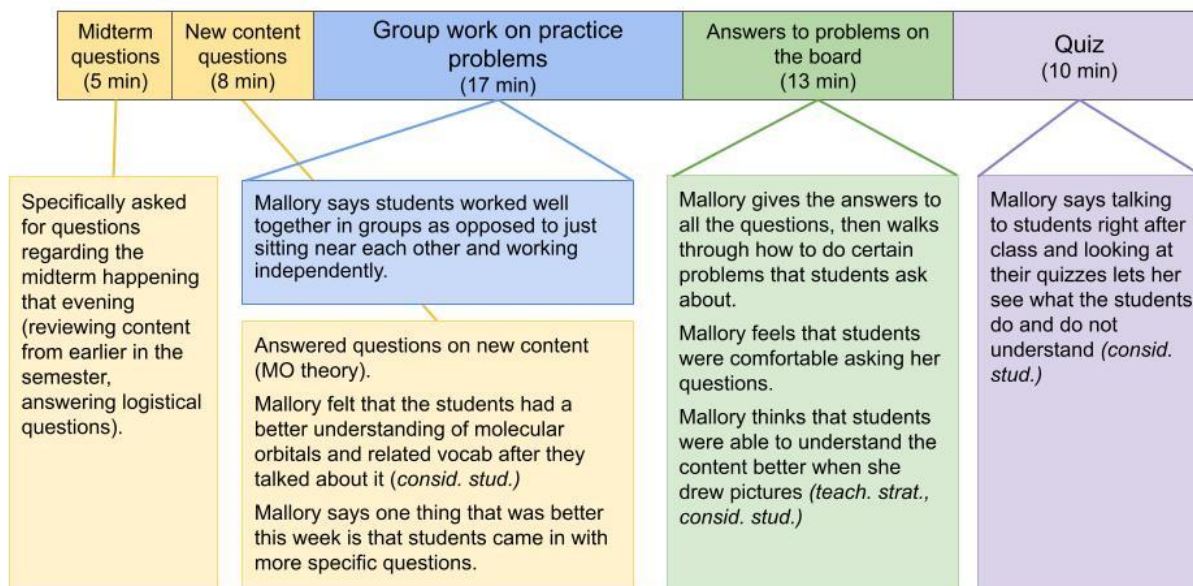 Midterm
questions
(5 min)
New content
questions
(8 min)
Group work on practice
problems
(17 min)
Answers to problems on
the board
(13 min)
Quiz
(10 min)
Specifically asked
for questions
regarding the
midterm happening
that evening
(reviewing content
from earlier in the
semester,
answering logistical
questions).
Mallory says students worked well
together in groups as opposed to just
sitting near each other and working
independently.
Answered questions on new content
(MO theory).
Mallory felt that the students had a
better understanding of molecular
orbitals and related vocab after they
talked about it (consid. stud.)
Mallory says one thing that was better
this week is that students came in with
more specific questions.
Mallory gives the answers to
all the questions, then walks
through how to do certain
problems that students ask
about.
Mallory feels that students
were comfortable asking her
questions.
Mallory thinks that students
were able to understand the
content better when she
drew pictures (teach. strat.,
consid. stud.)
Mallory says talking
to students right after
class and looking at
their quizzes lets her
see what the students
do and do not
understand (consid.
stud.)